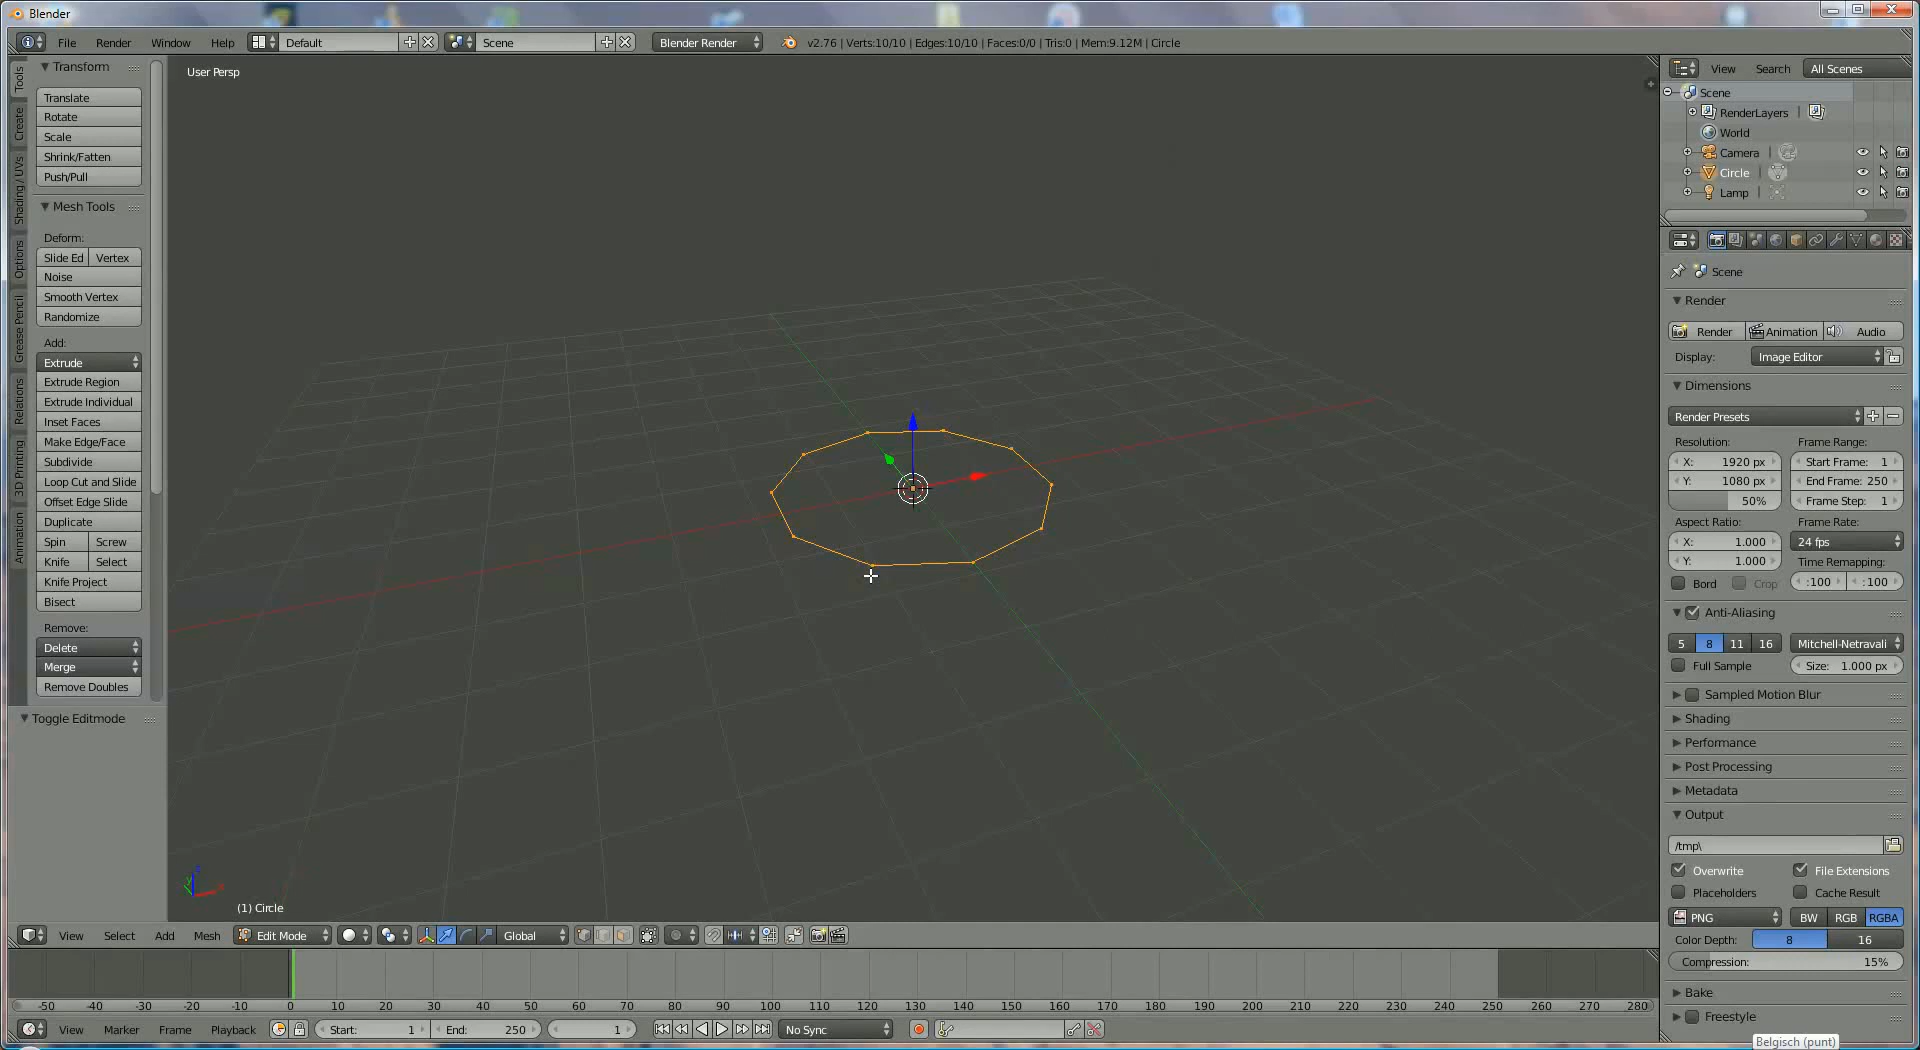 Blender
File Render Window Help Default Scene Blender Render v2.76 | Verts:10/10 | Edges:10/10 | Faces:0/0 | Tris:0 | Mem:9.12M | Circle
Tools
Create
Shading / UVs
Options
Grease Pencil
Relations
3D Printing
Animation
Transform
Translate
Rotate
Scale
Shrink/Fatten
Push/Pull
Mesh Tools
Deform:
Slide Ed Vertex
Noise
Smooth Vertex
Randomize
Add:
Extrude
Extrude Region
Extrude Individual
Inset Faces
Make Edge/Face
Subdivide
Loop Cut and Slide
Offset Edge Slide
Duplicate
Spin Screw
Knife Select
Knife Project
Bisect
Remove:
Delete
Merge
Remove Doubles
Toggle Editmode
User Persp
(1) Circle
View Select Add Mesh Edit Mode Global
-50 -40 -30 -20 -10 0 10 20 30 40 50 60 70 80 90 100 110 120 130 140 150 160 170 180 190 200 210 220 230 240 250 260 270 280
View Marker Frame Playback Start: 1 End: 250 1 No Sync
View Search All Scenes
Scene
RenderLayers |
World
Camera |
Circle |
Lamp |
Scene
Render
Render Animation Audio
Display: Image Editor
Dimensions
Render Presets
Resolution: Frame Range:
X: 1920 px Start Frame: 1
Y: 1080 px End Frame: 250
50% Frame Step: 1
Aspect Ratio: Frame Rate:
X: 1.000 24 fps
Y: 1.000 Time Remapping:
Bord Crop :100 :100
Anti-Aliasing
5 8 11 16 Mitchell-Netravali
Full Sample Size: 1.000 px
Sampled Motion Blur
Shading
Performance
Post Processing
Metadata
Output
/tmp\
Overwrite File Extensions
Placeholders Cache Result
PNG BW RGB RGBA
Color Depth: 8 16
Compression: 15%
Bake
Freestyle
Belgisch (punt)